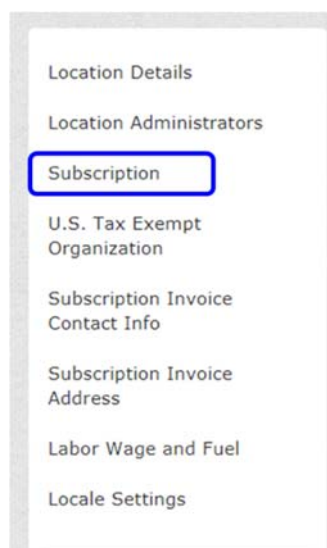 Location Details
Location Administrators
Subscription
U.S. Tax Exempt
Organization
Subscription Invoice
Contact Info
Subscription Invoice
Address
Labor Wage and Fuel
Locale Settings